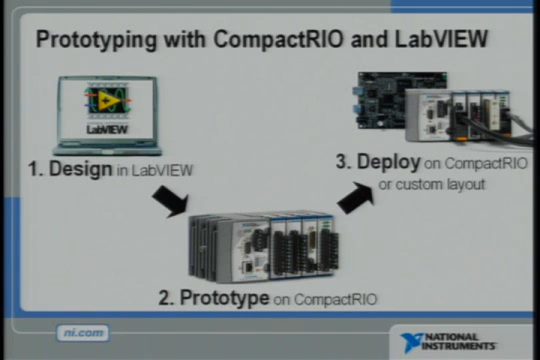 Prototyping with CompactRIO and LabVIEW
LabVIEW
1. Design in LabVIEW
3. Deploy on CompactRIO
or custom layout
2. Prototype on CompactRIO
ni.com
NATIONAL
INSTRUMENTS